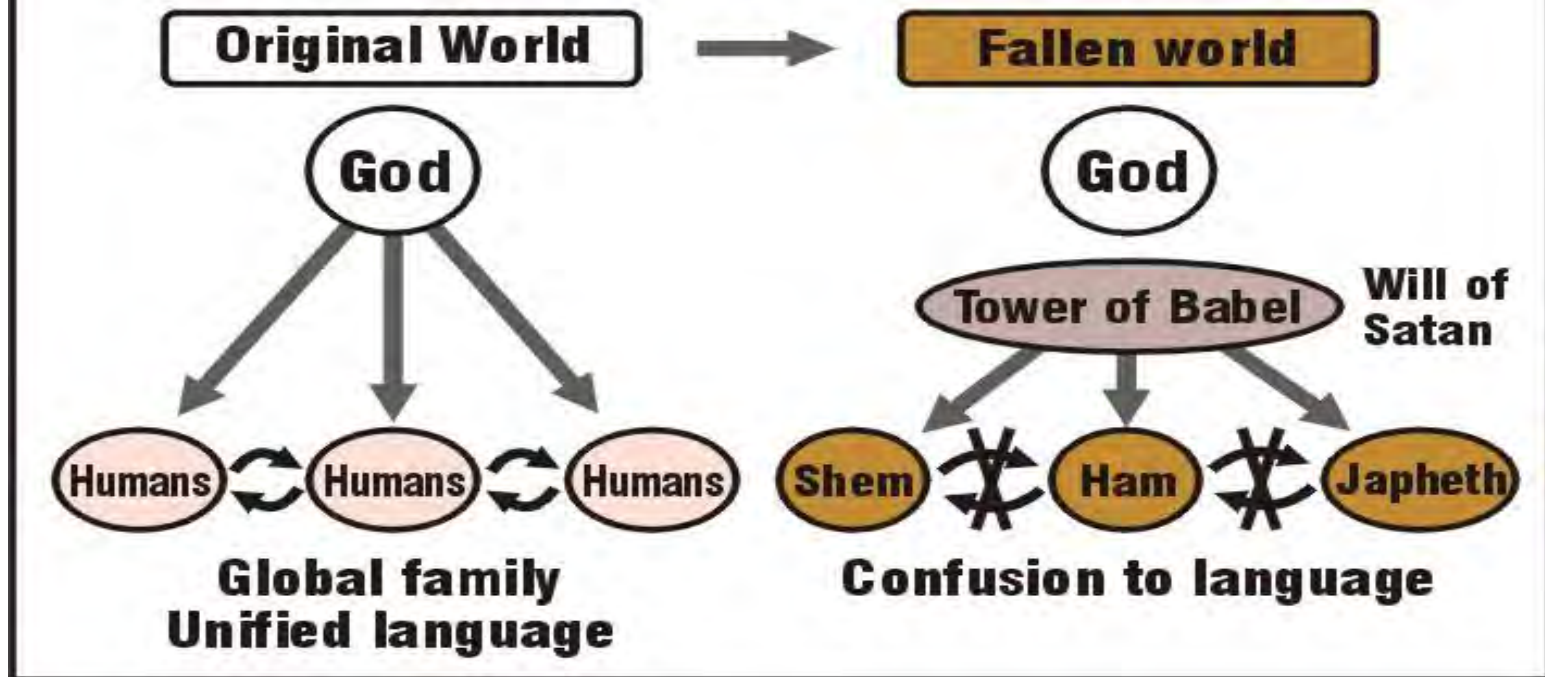 Original World
Fallen world
God
God
Tower of Babel
Will of
Satan
Humans
Humans
Humans
Shem
Ham
Japheth
Global family
Unified language
Confusion to language